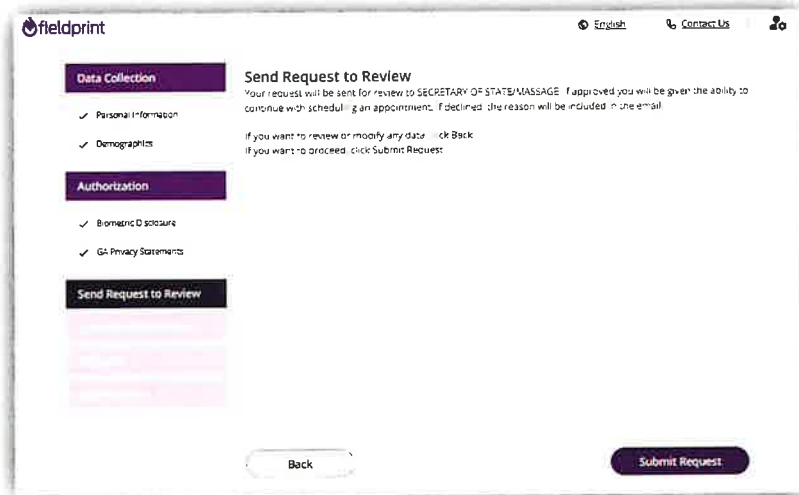 fieldprint
English
Contact Us
Data Collection
Personal Information
Demographics
Authorization
Biometric Disclosure
GA Privacy Statements
Send Request to Review
Send Request to Review
Your request will be sent for review to SECRETARY OF STATE/MASSAGE. If approved you will be given the ability to
continue with scheduling an appointment. If declined, the reason will be included in the email.
If you want to review or modify any data, click Back
If you want to proceed, click Submit Request
Back
Submit Request